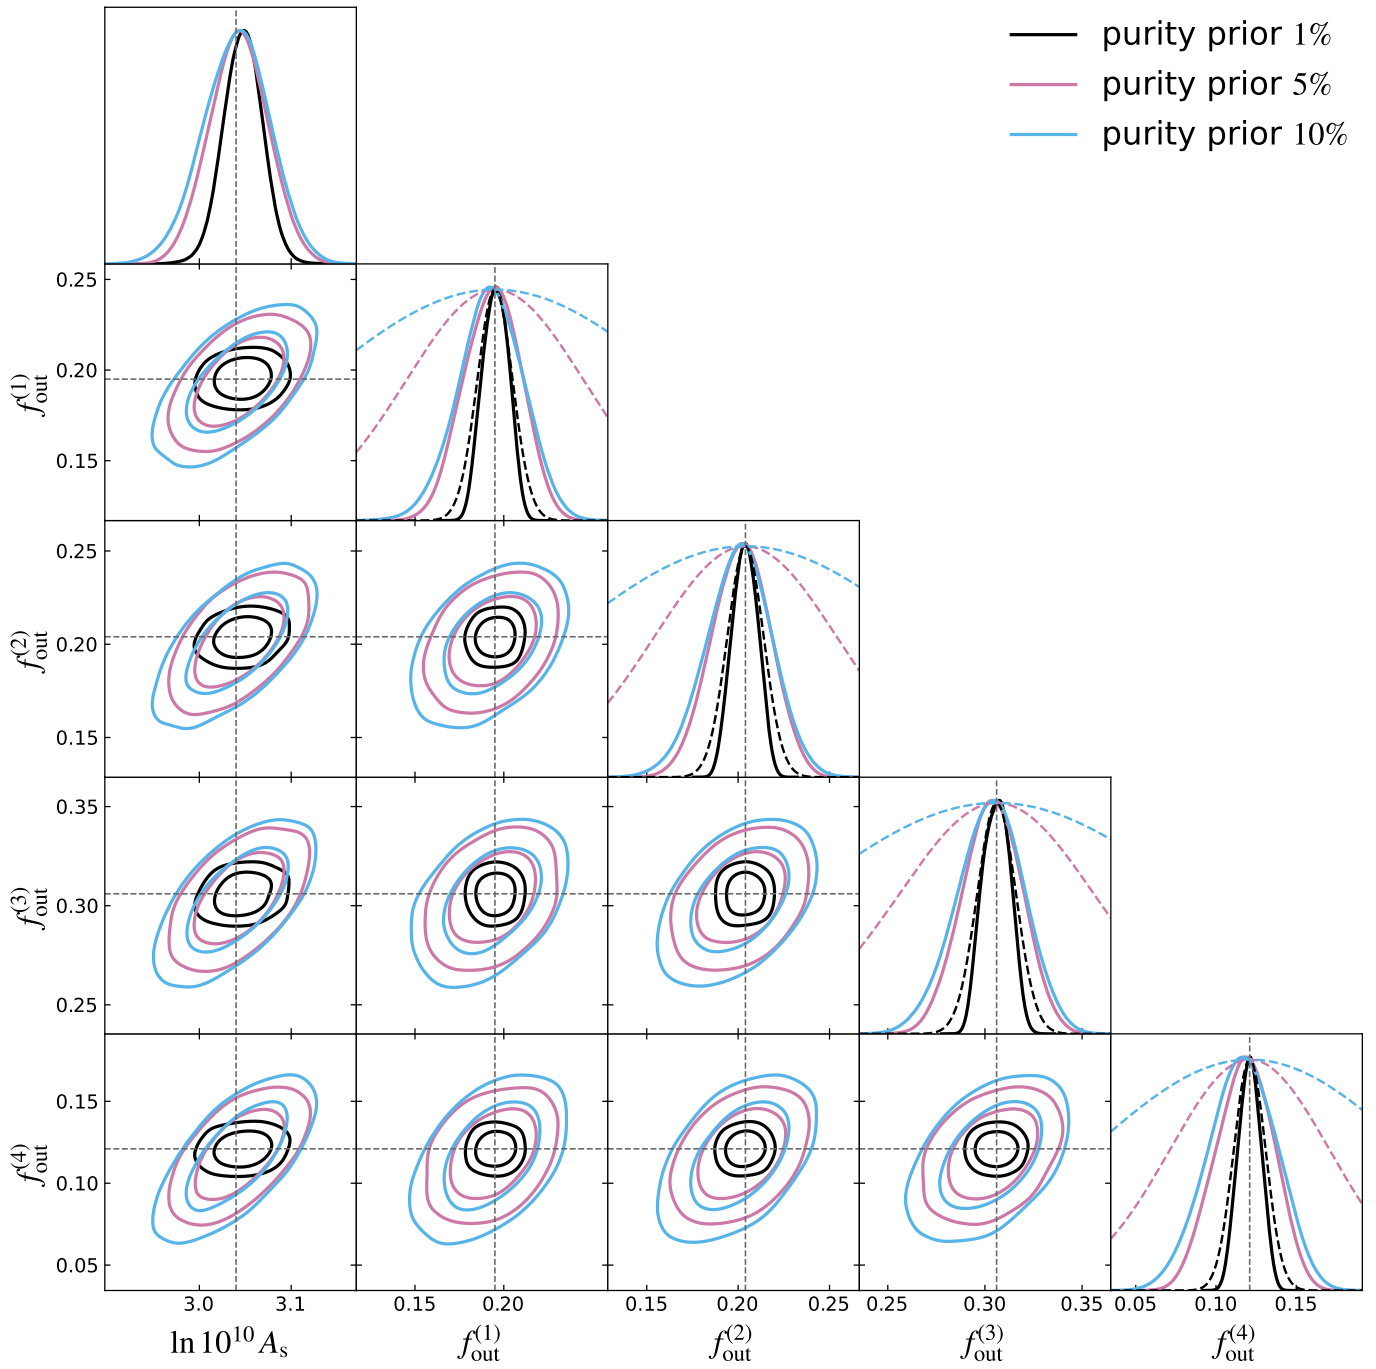 purity prior 1%
purity prior 5%
purity prior 10%
0.25
0.20
0.15
f_out^(1)
0.25
0.20
0.15
f_out^(2)
0.35
0.30
0.25
f_out^(3)
0.15
0.10
0.05
f_out^(4)
3.0 3.1 0.15 0.20 0.15 0.20 0.25 0.25 0.30 0.35 0.05 0.10 0.15
ln 10^10 A_s f_out^(1) f_out^(2) f_out^(3) f_out^(4)